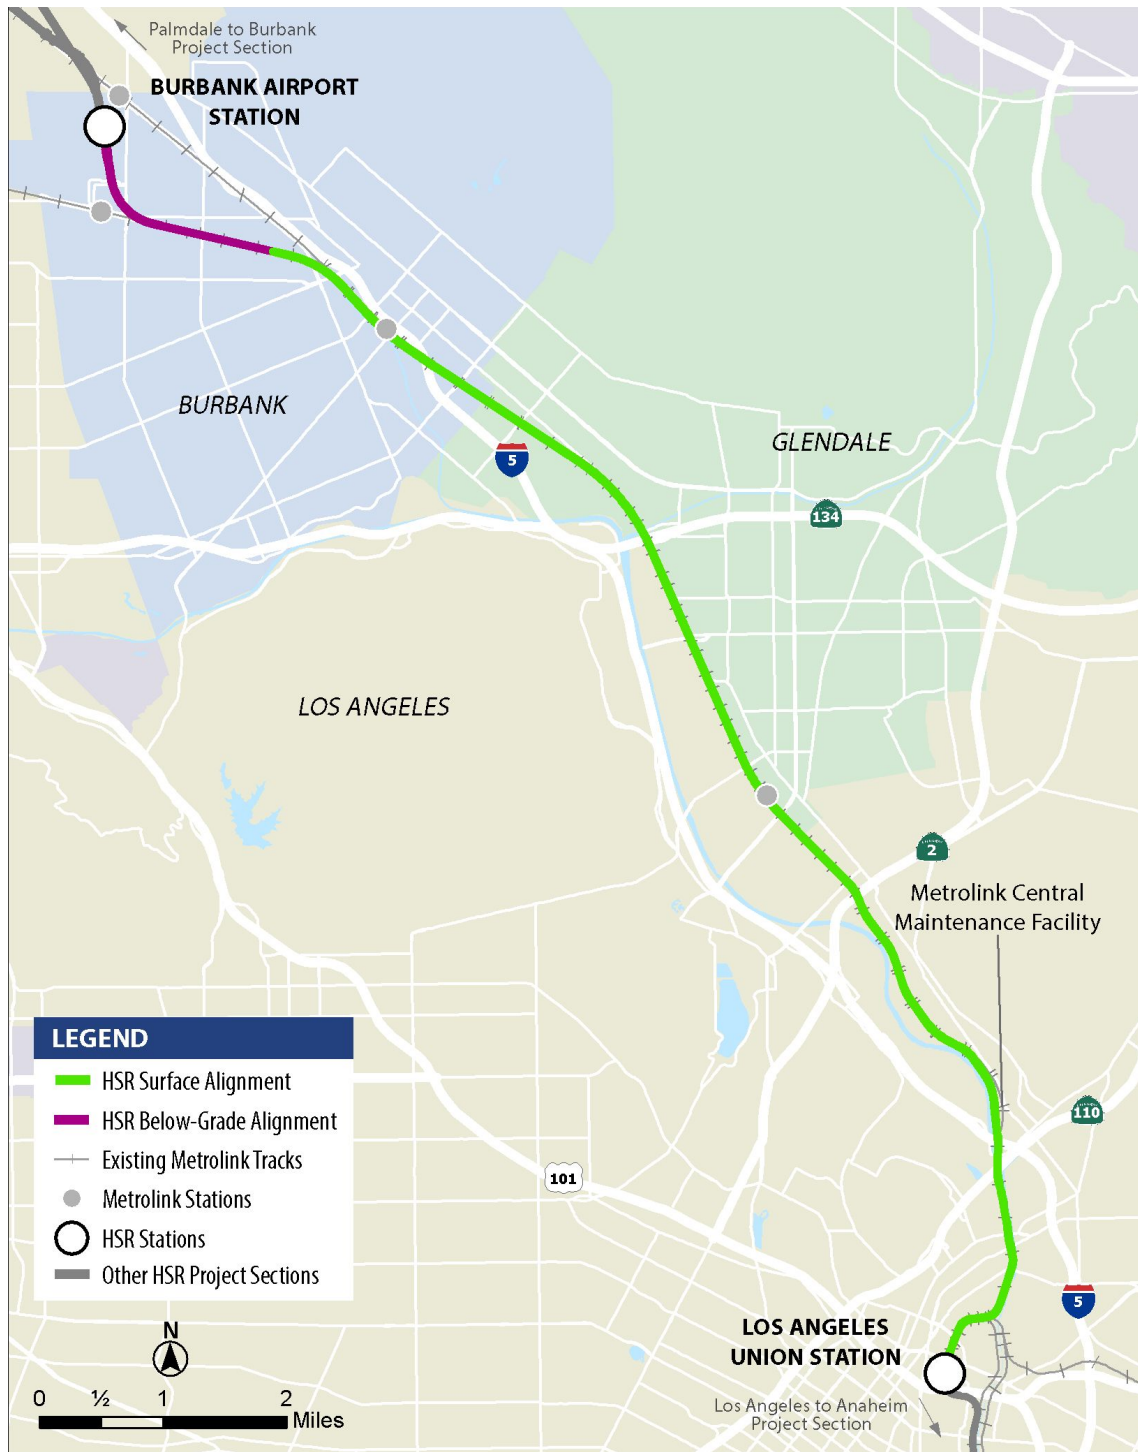 Palmdale to Burbank
Project Section
BURBANK AIRPORT
STATION
BURBANK
GLENDALE
5
134
LOS ANGELES
2
Metrolink Central
Maintenance Facility
LEGEND
HSR Surface Alignment
HSR Below-Grade Alignment
Existing Metrolink Tracks
Metrolink Stations
HSR Stations
Other HSR Project Sections
110
101
5
LOS ANGELES
UNION STATION
Los Angeles to Anaheim
Project Section
N
0 ½ 1 2
Miles